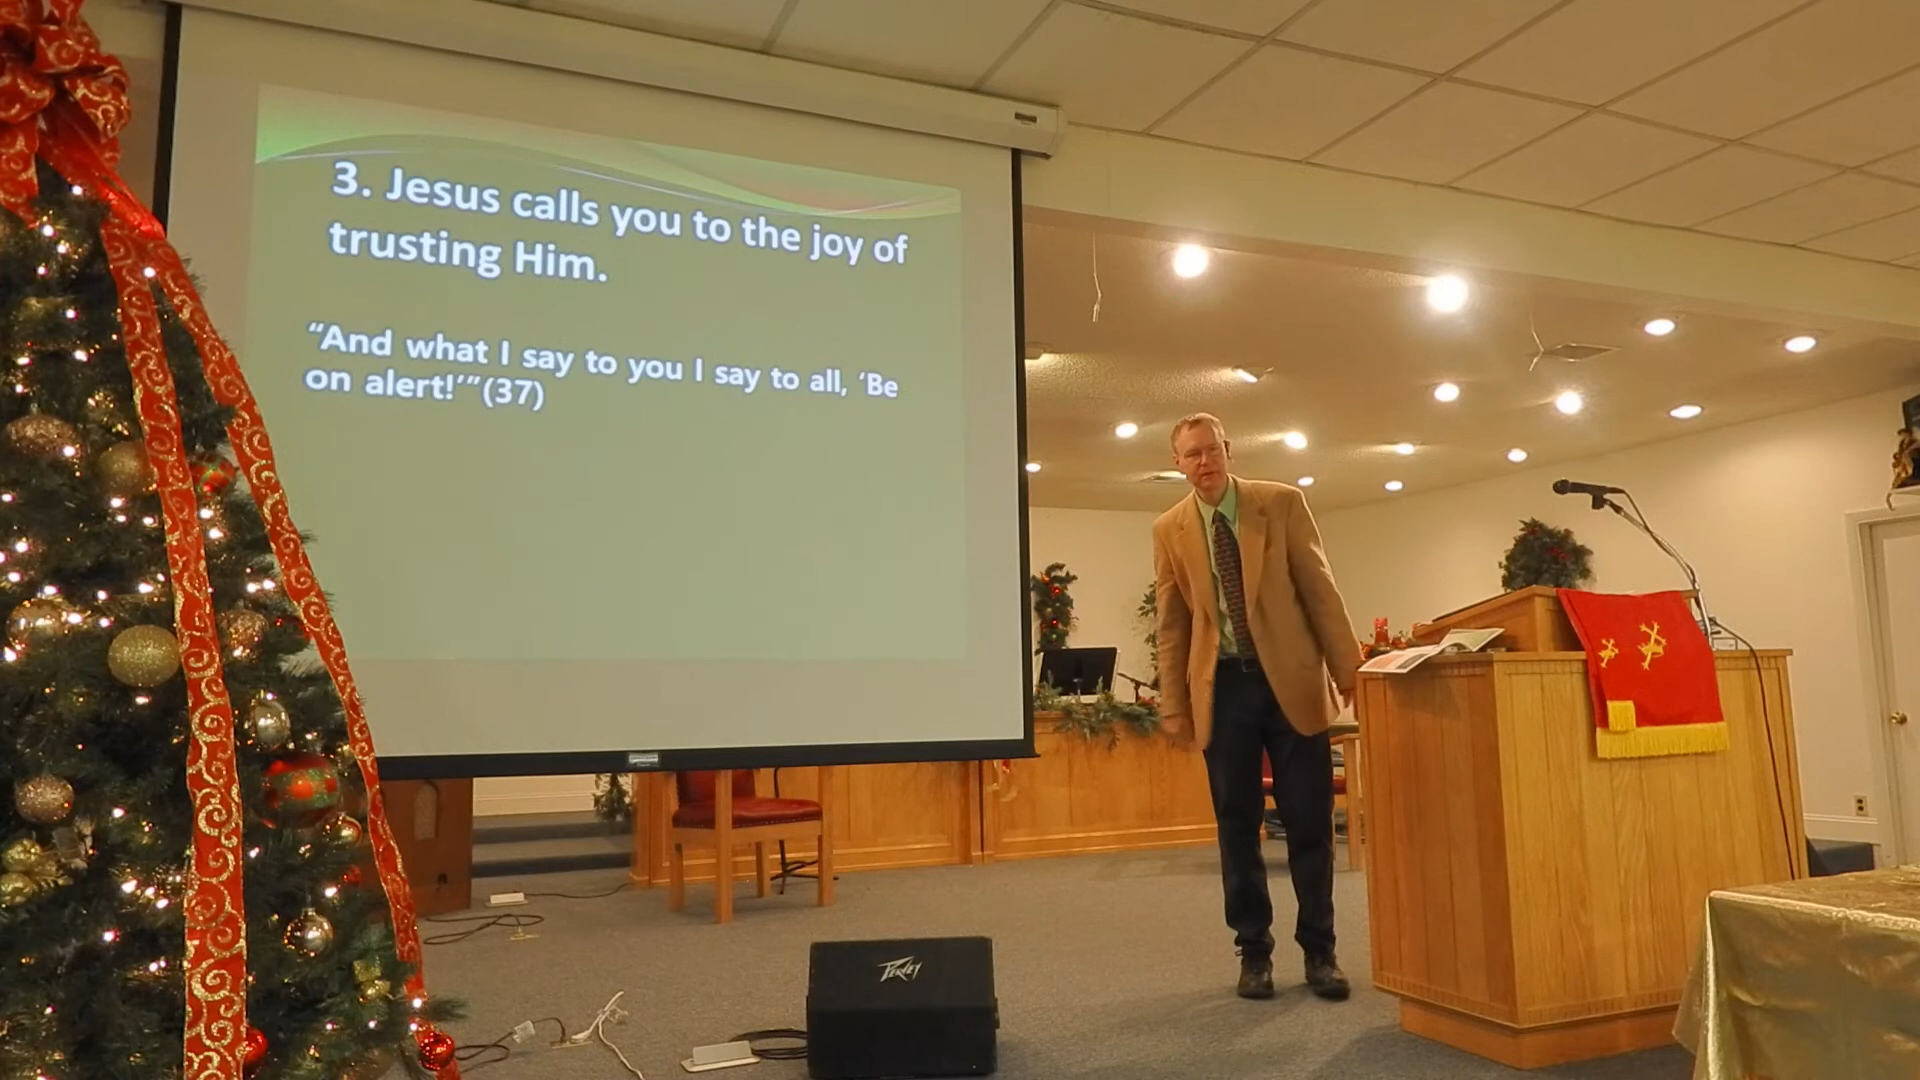 3. Jesus calls you to the joy of
trusting Him.
“And what I say to you I say to all, ‘Be
on alert!’”(37)
PEAVEY